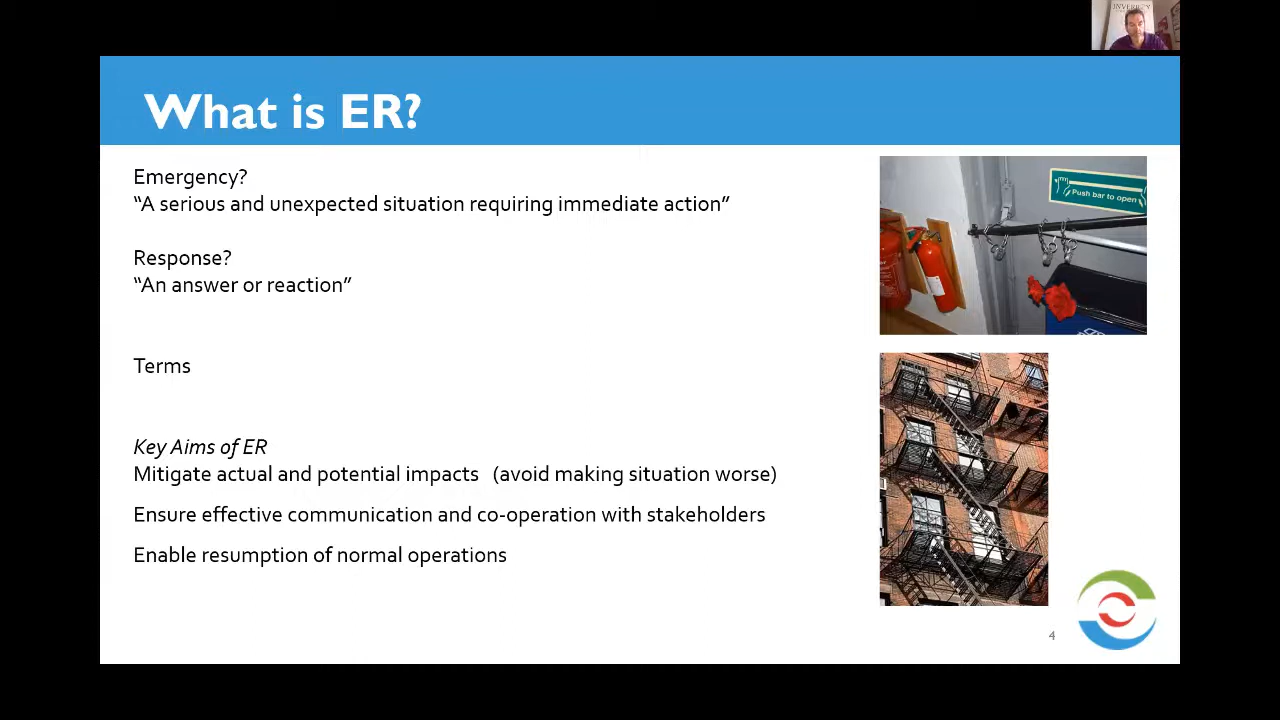 What is ER?
Emergency?
“A serious and unexpected situation requiring immediate action”
Response?
“An answer or reaction”
Terms
Key Aims of ER
Mitigate actual and potential impacts (avoid making situation worse)
Ensure effective communication and co-operation with stakeholders
Enable resumption of normal operations
Push bar to open
4